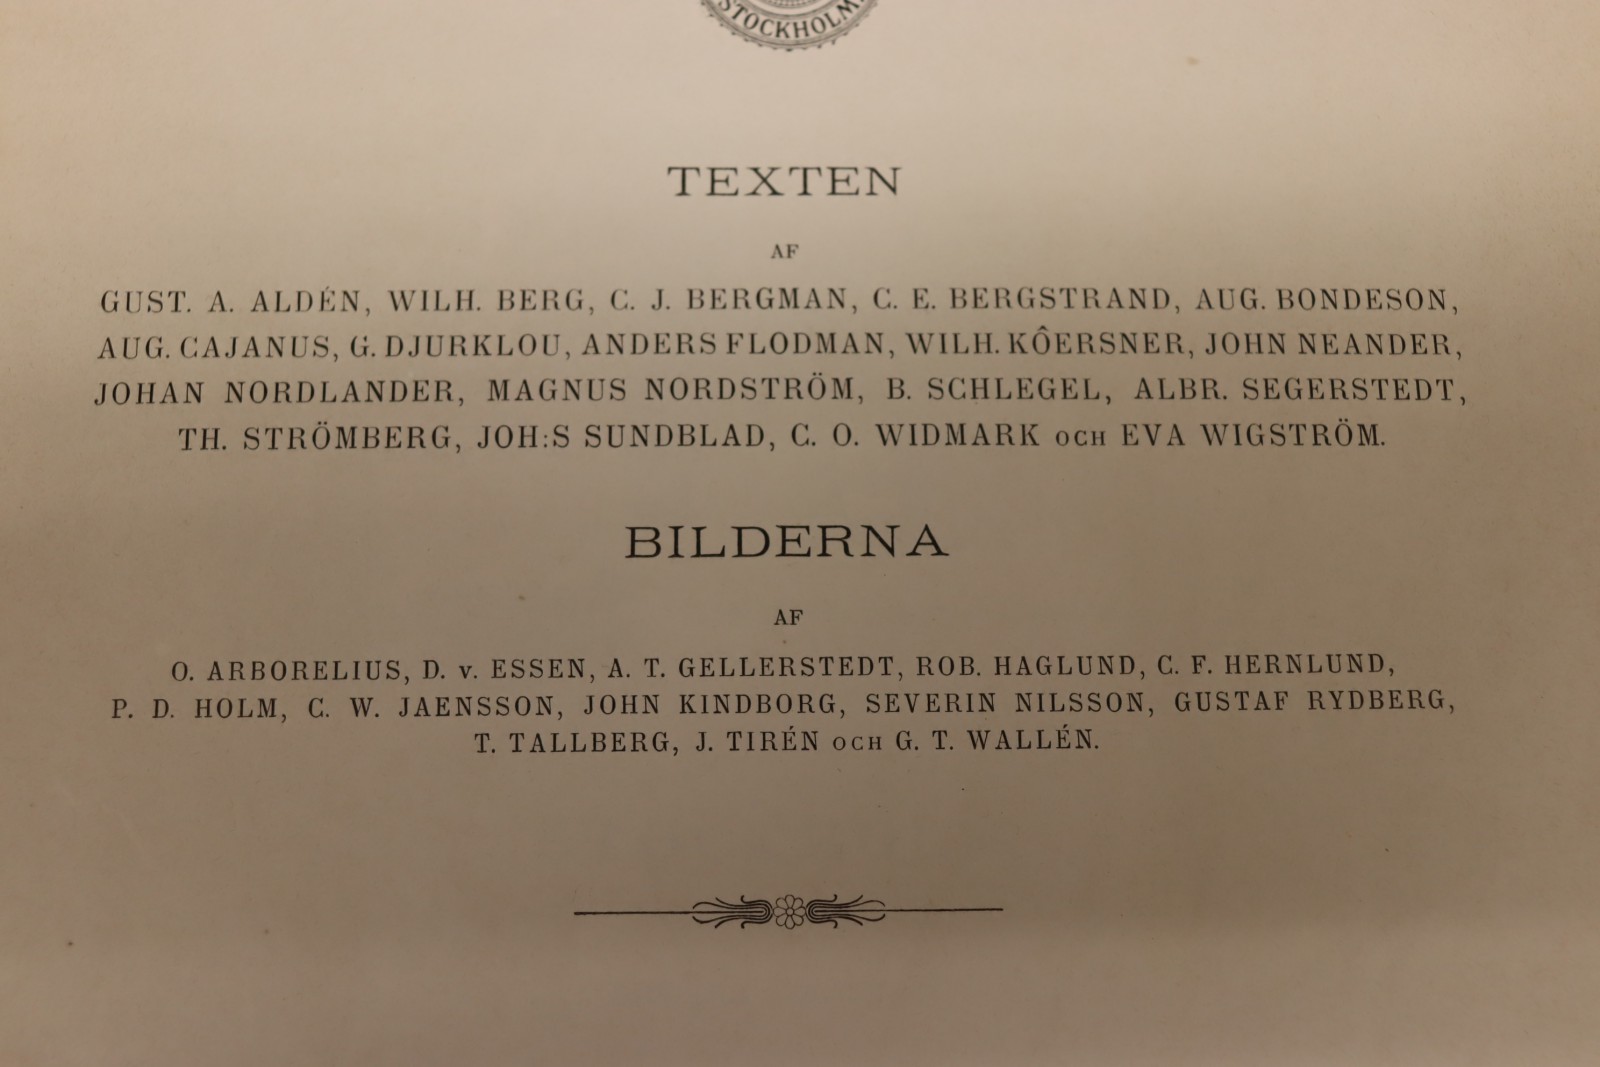 STOCKHOLM.
TEXTEN
AF
GUST. A. ALDÉN, WILH. BERG, C. J. BERGMAN, C. E. BERGSTRAND, AUG. BONDESON,
AUG. CAJANUS, G. DJURKLOU, ANDERS FLODMAN, WILH. KÔERSNER, JOHN NEANDER,
JOHAN NORDLANDER, MAGNUS NORDSTRÖM, B. SCHLEGEL, ALBR. SEGERSTEDT,
TH. STRÖMBERG, JOH:S SUNDBLAD, C. O. WIDMARK OCH EVA WIGSTRÖM.
BILDERNA
AF
O. ARBORELIUS, D. v. ESSEN, A. T. GELLERSTEDT, ROB. HAGLUND, C. F. HERNLUND,
P. D. HOLM, C. W. JAENSSON, JOHN KINDBORG, SEVERIN NILSSON, GUSTAF RYDBERG,
T. TALLBERG, J. TIRÉN OCH G. T. WALLÉN.